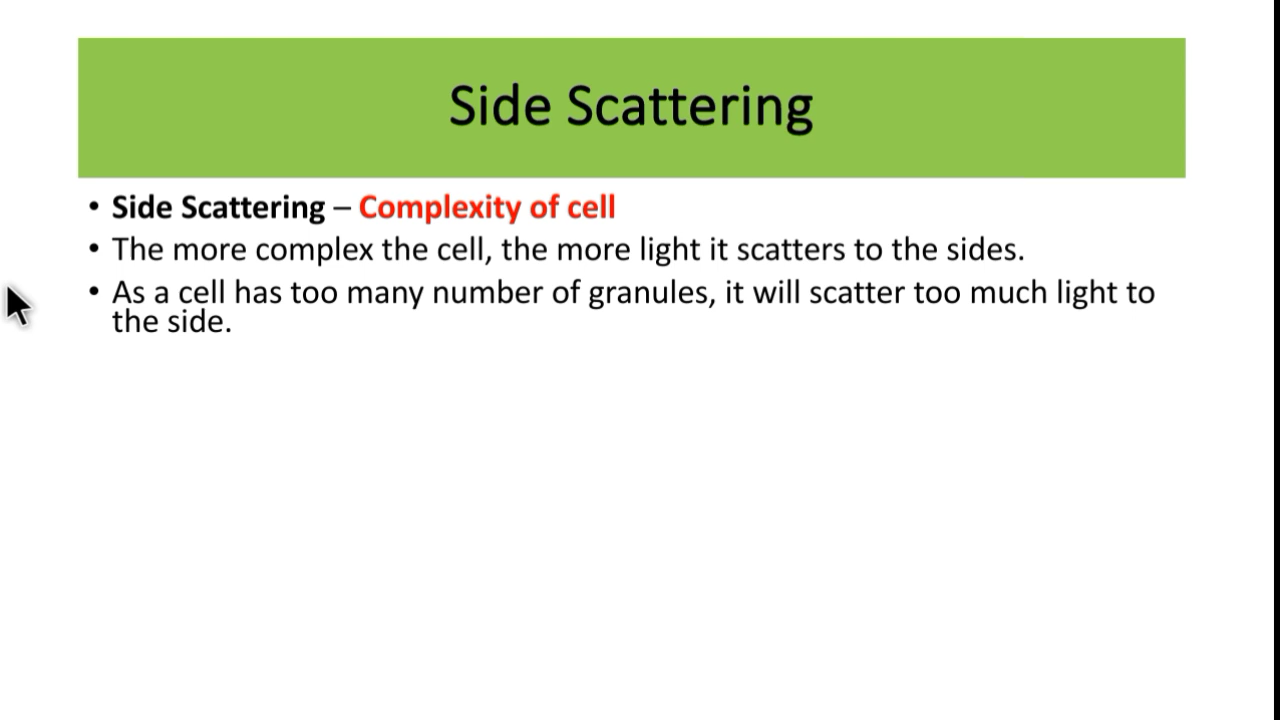 Side Scattering
• Side Scattering – Complexity of cell
• The more complex the cell, the more light it scatters to the sides.
• As a cell has too many number of granules, it will scatter too much light to
the side.